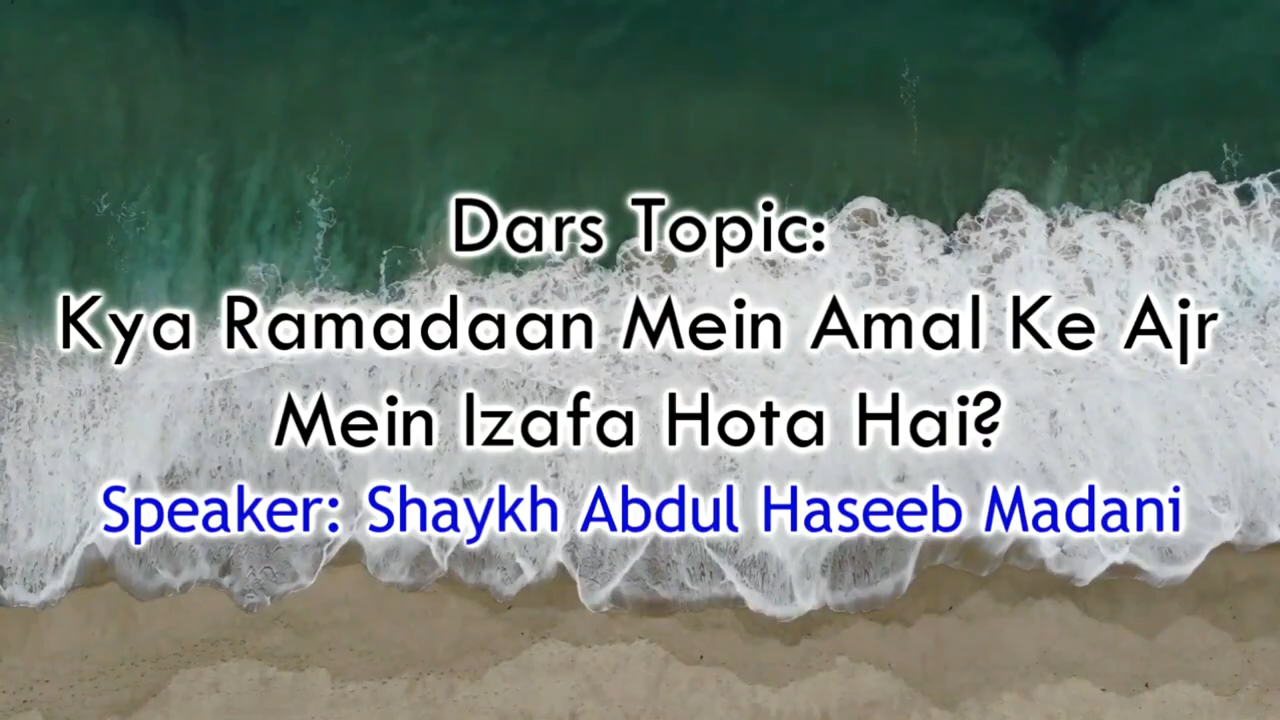 Dars Topic:
Kya Ramadaan Mein Amal Ke Ajr
Mein Izafa Hota Hai?
Speaker: Shaykh Abdul Haseeb Madani